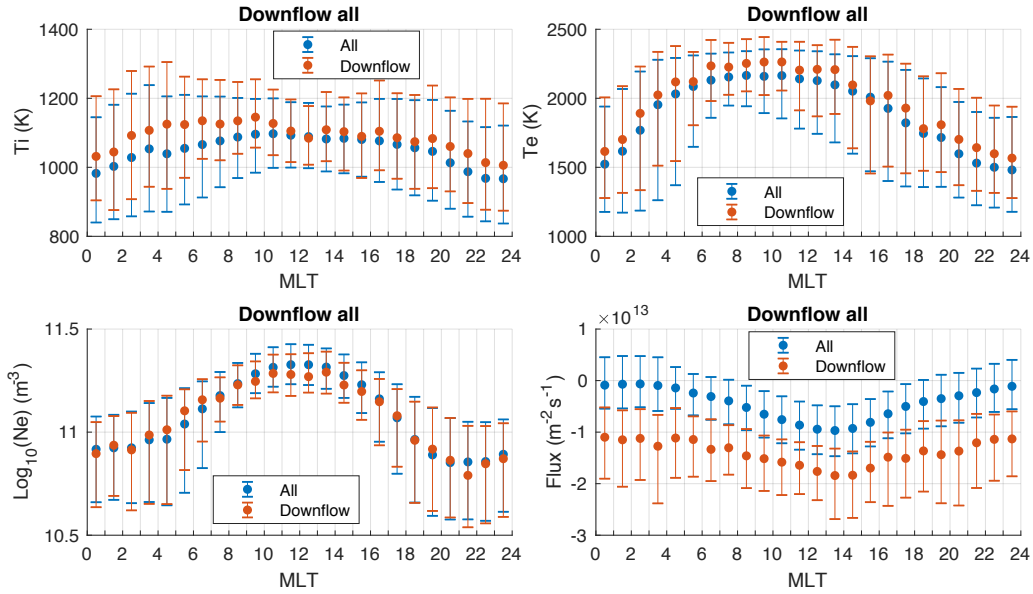 Downflow all
1400
1200
1000
800
Ti (K)
All
Downflow
0 2 4 6 8 10 12 14 16 18 20 22 24
MLT
Downflow all
2500
2000
1500
1000
Te (K)
All
Downflow
0 2 4 6 8 10 12 14 16 18 20 22 24
MLT
Downflow all
11.5
11
10.5
Log10(Ne) (m-3)
All
Downflow
0 2 4 6 8 10 12 14 16 18 20 22 24
MLT
×10^13
Downflow all
1
0
-1
-2
-3
Flux (m-2 s-1)
All
Downflow
0 2 4 6 8 10 12 14 16 18 20 22 24
MLT